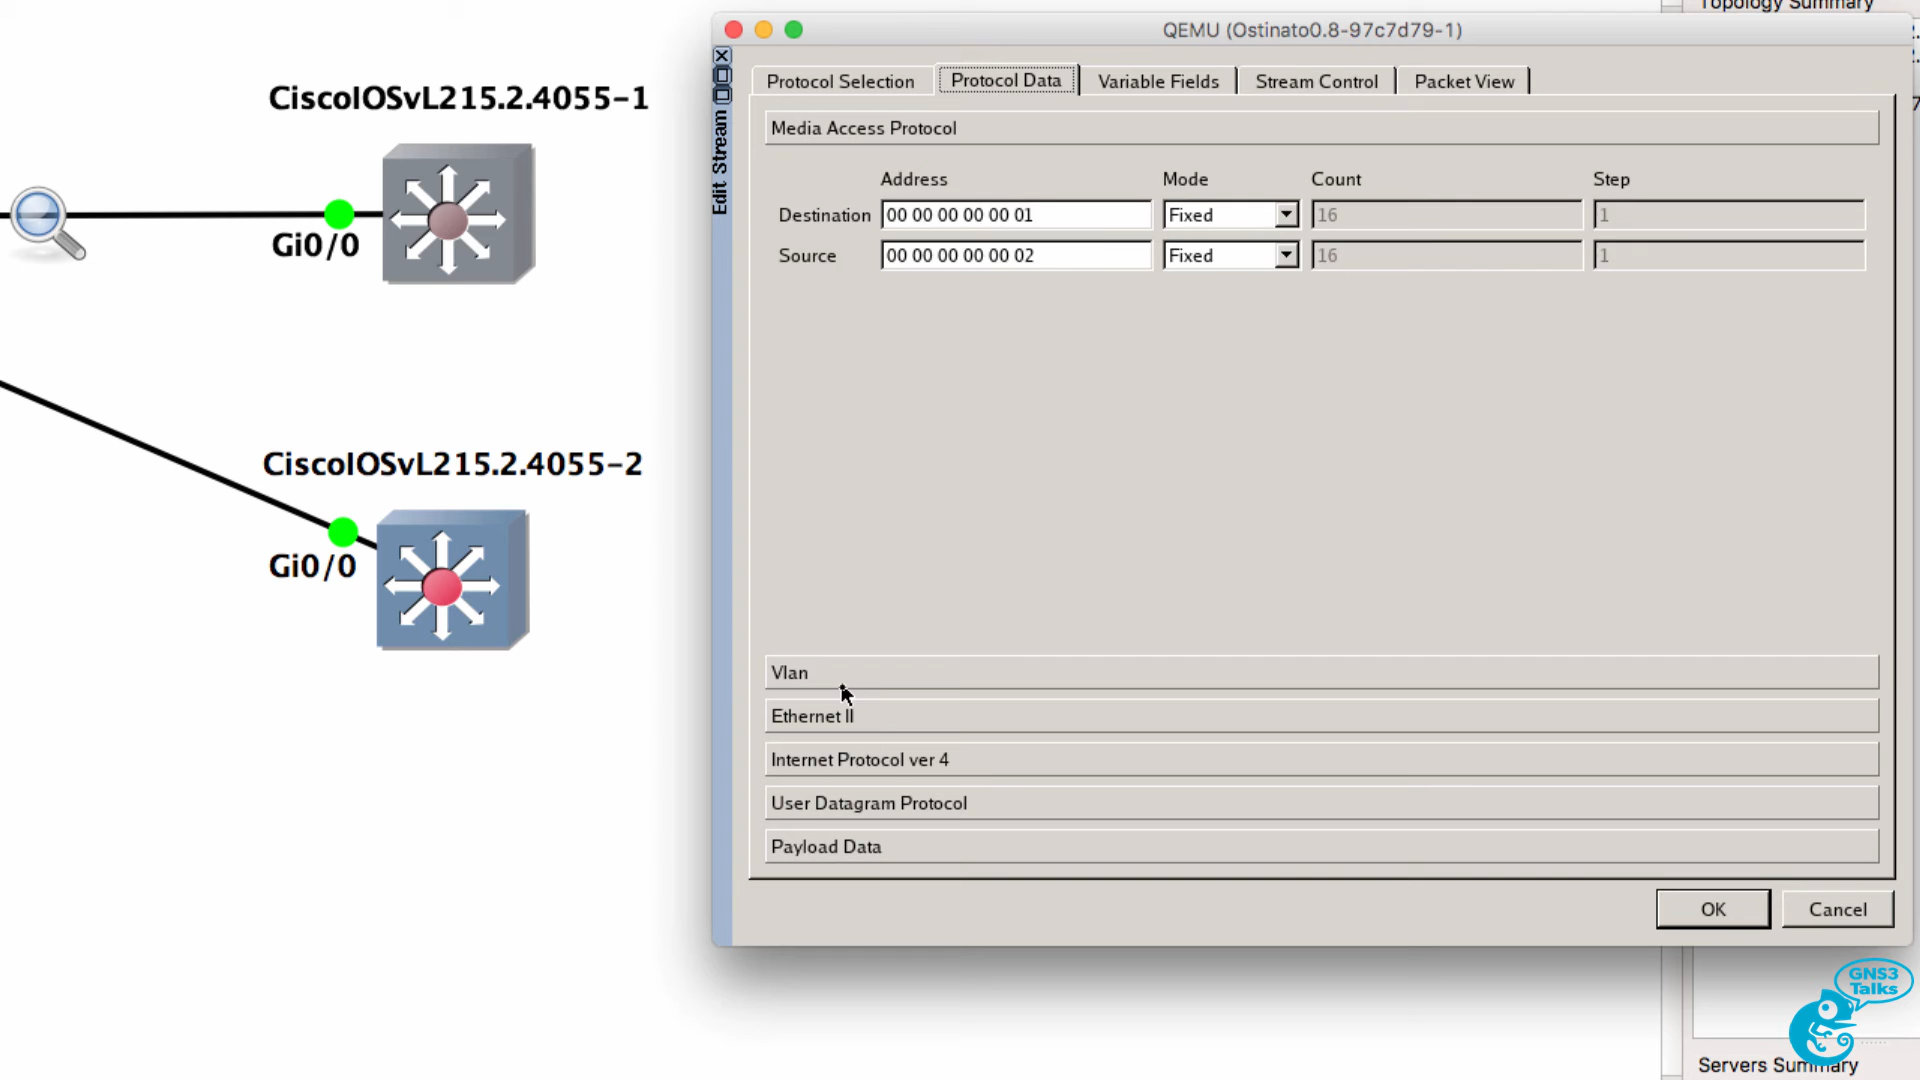 Topology Summary
QEMU (Ostinato0.8-97c7d79-1)
Edit Stream
Protocol Selection
Protocol Data
Variable Fields
Stream Control
Packet View
Media Access Protocol
Address Mode Count Step
Destination 00 00 00 00 00 01 Fixed 16 1
Source 00 00 00 00 00 02 Fixed 16 1
Vlan
Ethernet II
Internet Protocol ver 4
User Datagram Protocol
Payload Data
OK
Cancel
CiscoIOSvL215.2.4055-1
Gi0/0
CiscoIOSvL215.2.4055-2
Gi0/0
GNS3
Talks
Servers Summary